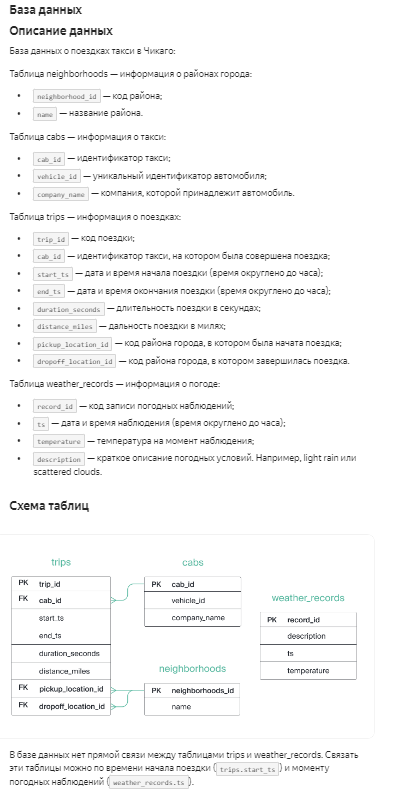 База данных
Описание данных
База данных о поездках такси в Чикаго:
Таблица neighborhoods — информация о районах города:
• neighborhood_id — код района;
• name — название района.
Таблица cabs — информация о такси:
• cab_id — идентификатор такси;
• vehicle_id — уникальный идентификатор автомобиля;
• company_name — компания, которой принадлежит автомобиль.
Таблица trips — информация о поездках:
• trip_id — код поездки;
• cab_id — идентификатор такси, на котором была совершена поездка;
• start_ts — дата и время начала поездки (время округлено до часа);
• end_ts — дата и время окончания поездки (время округлено до часа);
• duration_seconds — длительность поездки в секундах;
• distance_miles — дальность поездки в милях;
• pickup_location_id — код района города, в котором была начата поездка;
• dropoff_location_id — код района города, в котором завершилась поездка.
Таблица weather_records — информация о погоде:
• record_id — код записи погодных наблюдений;
• ts — дата и время наблюдения (время округлено до часа);
• temperature — температура на момент наблюдения;
• description — краткое описание погодных условий. Например, light rain или
scattered clouds.
Схема таблиц
trips
PK trip_id
FK cab_id
start.ts
end_ts
duration_seconds
distance_miles
FK pickup_location_id
FK dropoff_location_id
cabs
PK cab_id
vehicle_id
company_name
neighborhoods
PK neighborhoods_id
name
weather_records
PK record_id
description
ts
temperature
В базе данных нет прямой связи между таблицами trips и weather_records. Связать
эти таблицы можно по времени начала поездки ( trips.start_ts ) и моменту
погодных наблюдений ( weather_records.ts ).